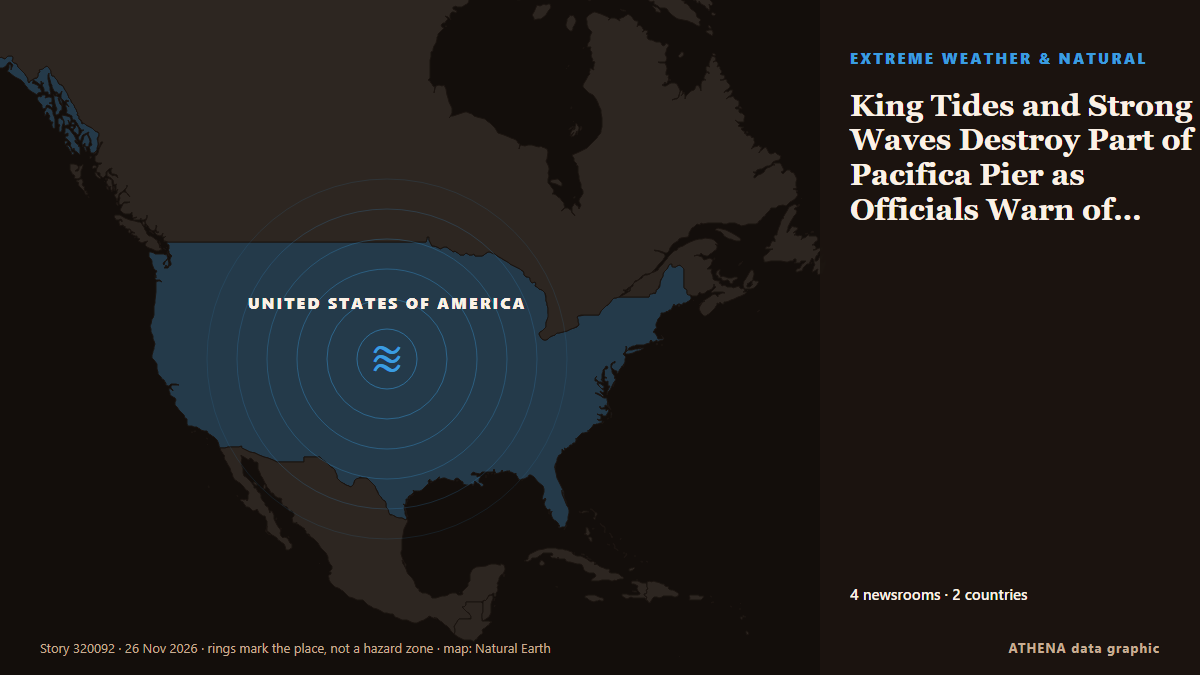 EXTREME WEATHER & NATURAL
King Tides and Strong
Waves Destroy Part of
Pacifica Pier as
Officials Warn of...
UNITED STATES OF AMERICA
4 newsrooms · 2 countries
Story 320092 · 26 Nov 2026 · rings mark the place, not a hazard zone · map: Natural Earth
ATHENA data graphic